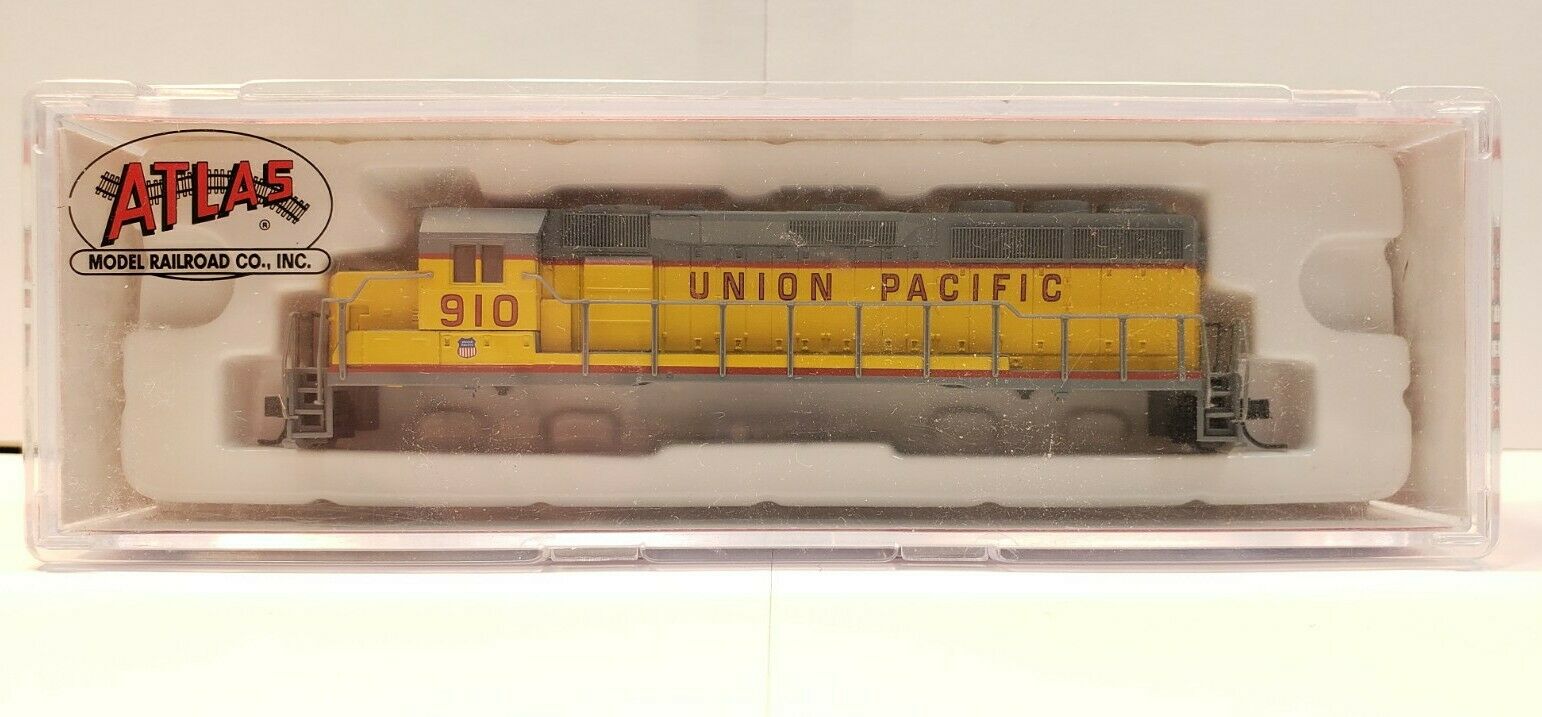 ATLAS
®
MODEL RAILROAD CO., INC.
UNION PACIFIC
910